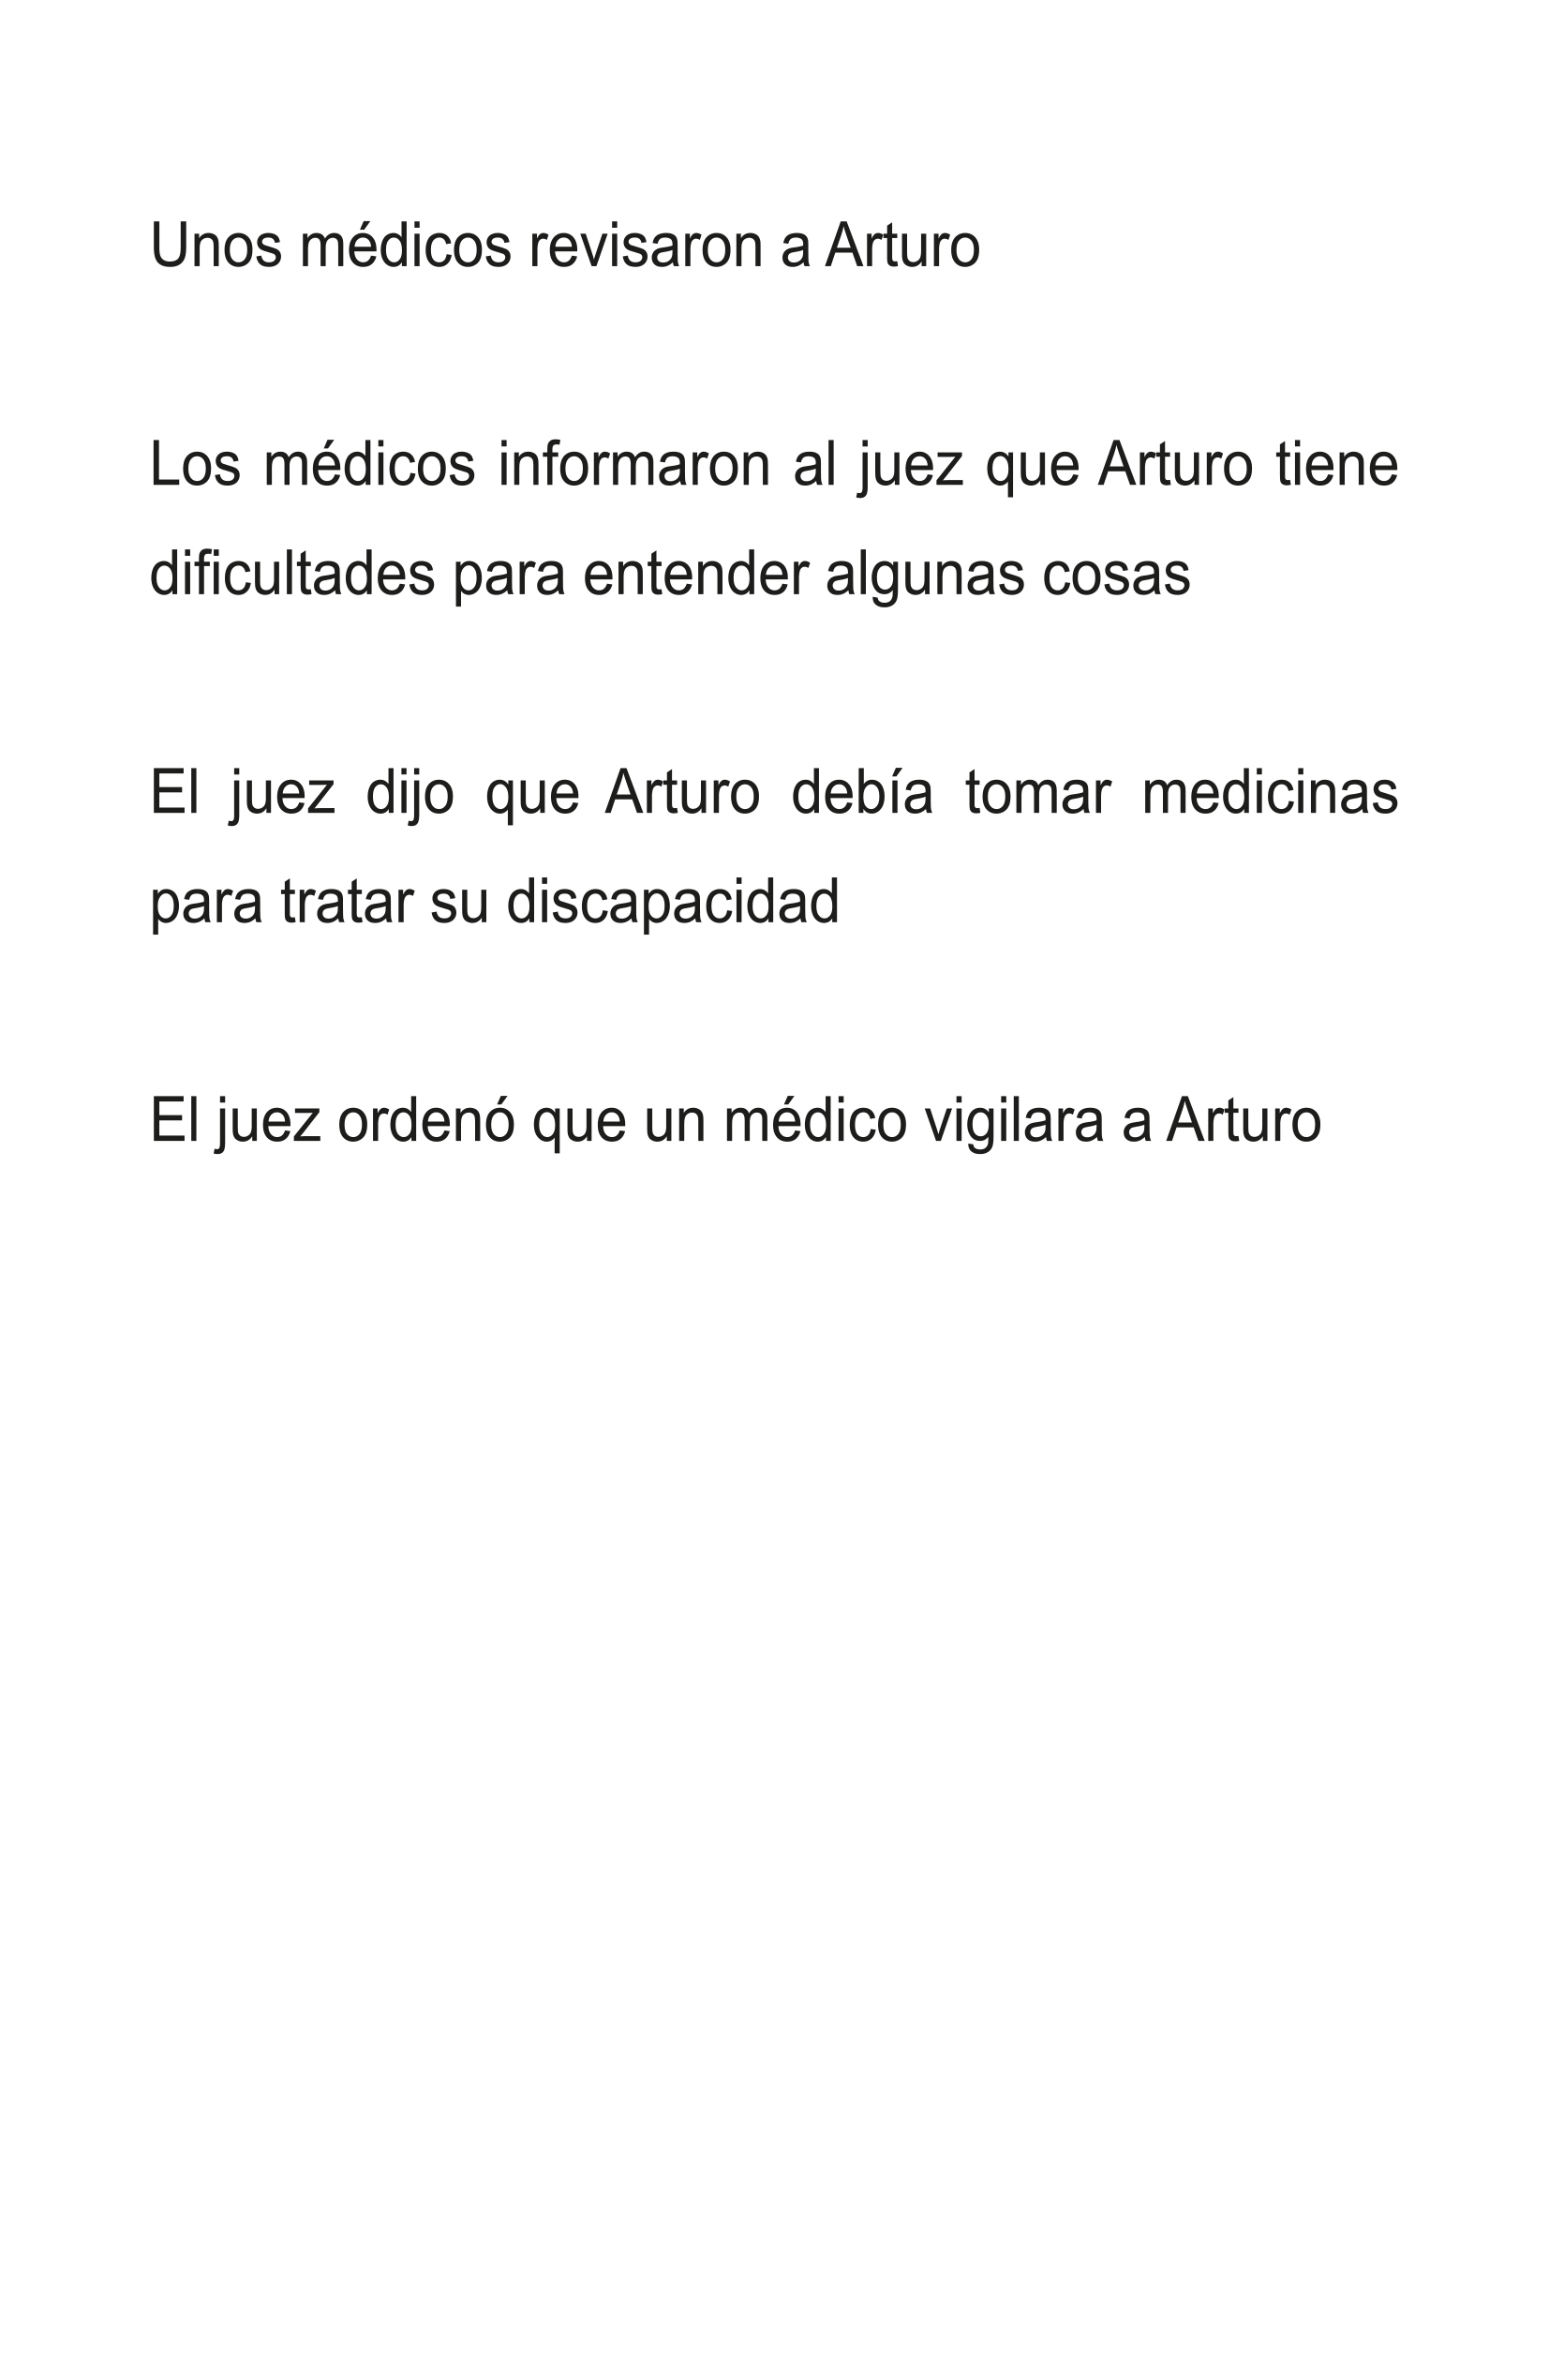 Unos médicos revisaron a Arturo
Los médicos informaron al juez que Arturo tiene
dificultades para entender algunas cosas
El juez dijo que Arturo debía tomar medicinas
para tratar su discapacidad
El juez ordenó que un médico vigilara a Arturo